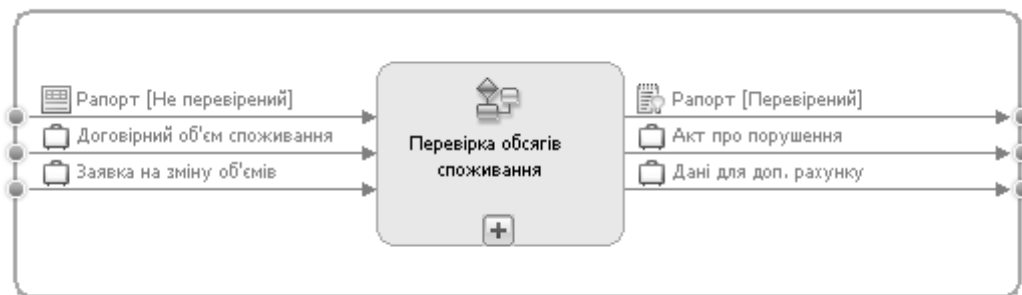 Рапорт [Не перевірений]
Договірний об'єм споживання
Заявка на зміну об'ємів
Перевірка обсягів
споживання
Рапорт [Перевірений]
Акт про порушення
Дані для доп. рахунку